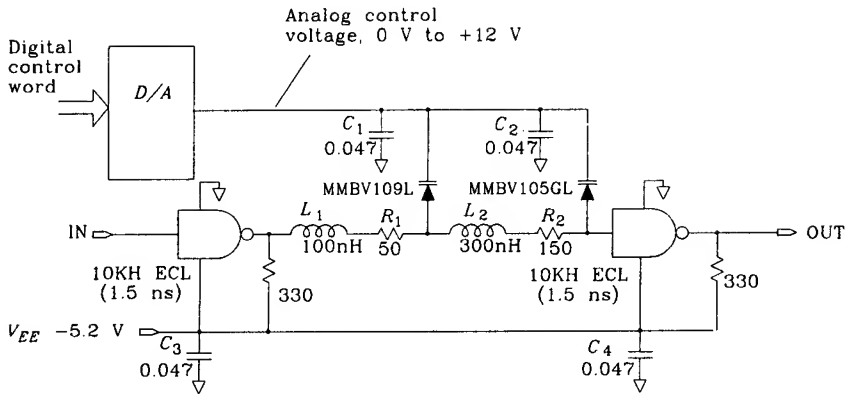 Analog control
voltage, 0 V to +12 V
Digital
control
word
D/A
C1
0.047
C2
0.047
MMBV109L
MMBV105GL
IN
L1
100nH
R1
50
L2
300nH
R2
150
OUT
10KH ECL
(1.5 ns)
330
10KH ECL
(1.5 ns)
330
VEE -5.2 V
C3
0.047
C4
0.047